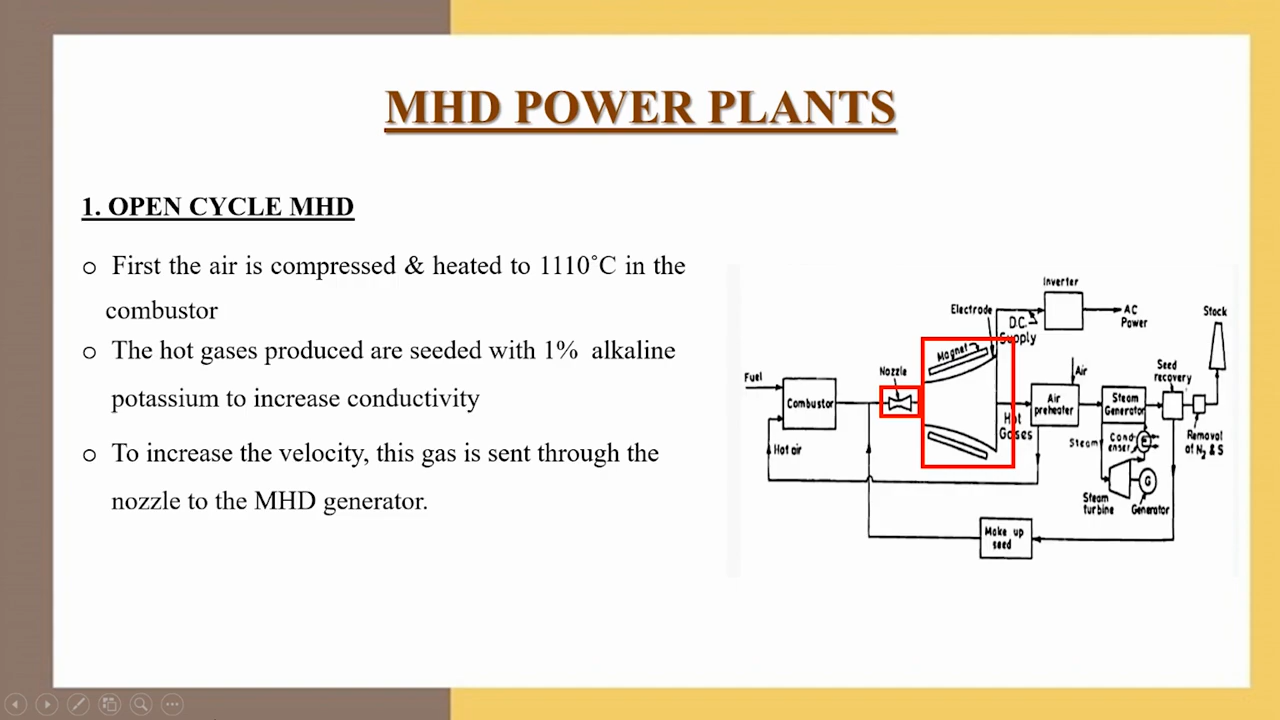 MHD POWER PLANTS
1. OPEN CYCLE MHD
o First the air is compressed & heated to 1110˚C in the
combustor
o The hot gases produced are seeded with 1% alkaline
potassium to increase conductivity
o To increase the velocity, this gas is sent through the
nozzle to the MHD generator.
Inverter
Electrode
AC
Power
Stock
D.C.
Supply
Magnet
Nozzle
Fuel
Combustor
Air
Seed
recovery
Air
preheater
Steam
Generator
Hot
Gases
Hot air
Steam
Cond
enser
Removal
of N2 & S
G
Steam
turbine
Generator
Make up
seed